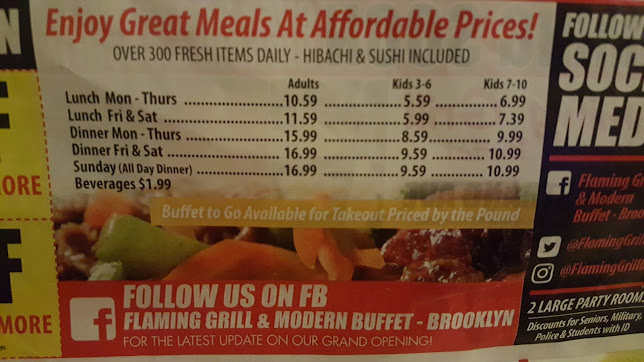 Enjoy Great Meals At Affordable Prices!
OVER 300 FRESH ITEMS DAILY - HIBACHI & SUSHI INCLUDED
Adults Kids 3-6 Kids 7-10
Lunch Mon - Thurs ..............................10.59 ........................5.59 ....................6.99
Lunch Fri & Sat ..................................11.59 ........................5.99 ....................7.39
Dinner Mon - Thurs ............................15.99 ........................8.59 ....................9.99
Dinner Fri & Sat .................................16.99 ........................9.59 ..................10.99
Sunday (All Day Dinner) .......................16.99 ........................9.59 ..................10.99
Beverages $1.99
Buffet to Go Available for Takeout Priced by the Pound
f FOLLOW US ON FB
FLAMING GRILL & MODERN BUFFET - BROOKLYN
FOR THE LATEST UPDATE ON OUR GRAND OPENING!
N
F
ORE
F
MORE
FOLLOW
SOC
MED
f Flaming Gr
& Modern
Buffet - Broo
@FlamingGri
@FlamingGrill
2 LARGE PARTY ROOM
Discounts for Seniors, Military,
Police & Students with ID